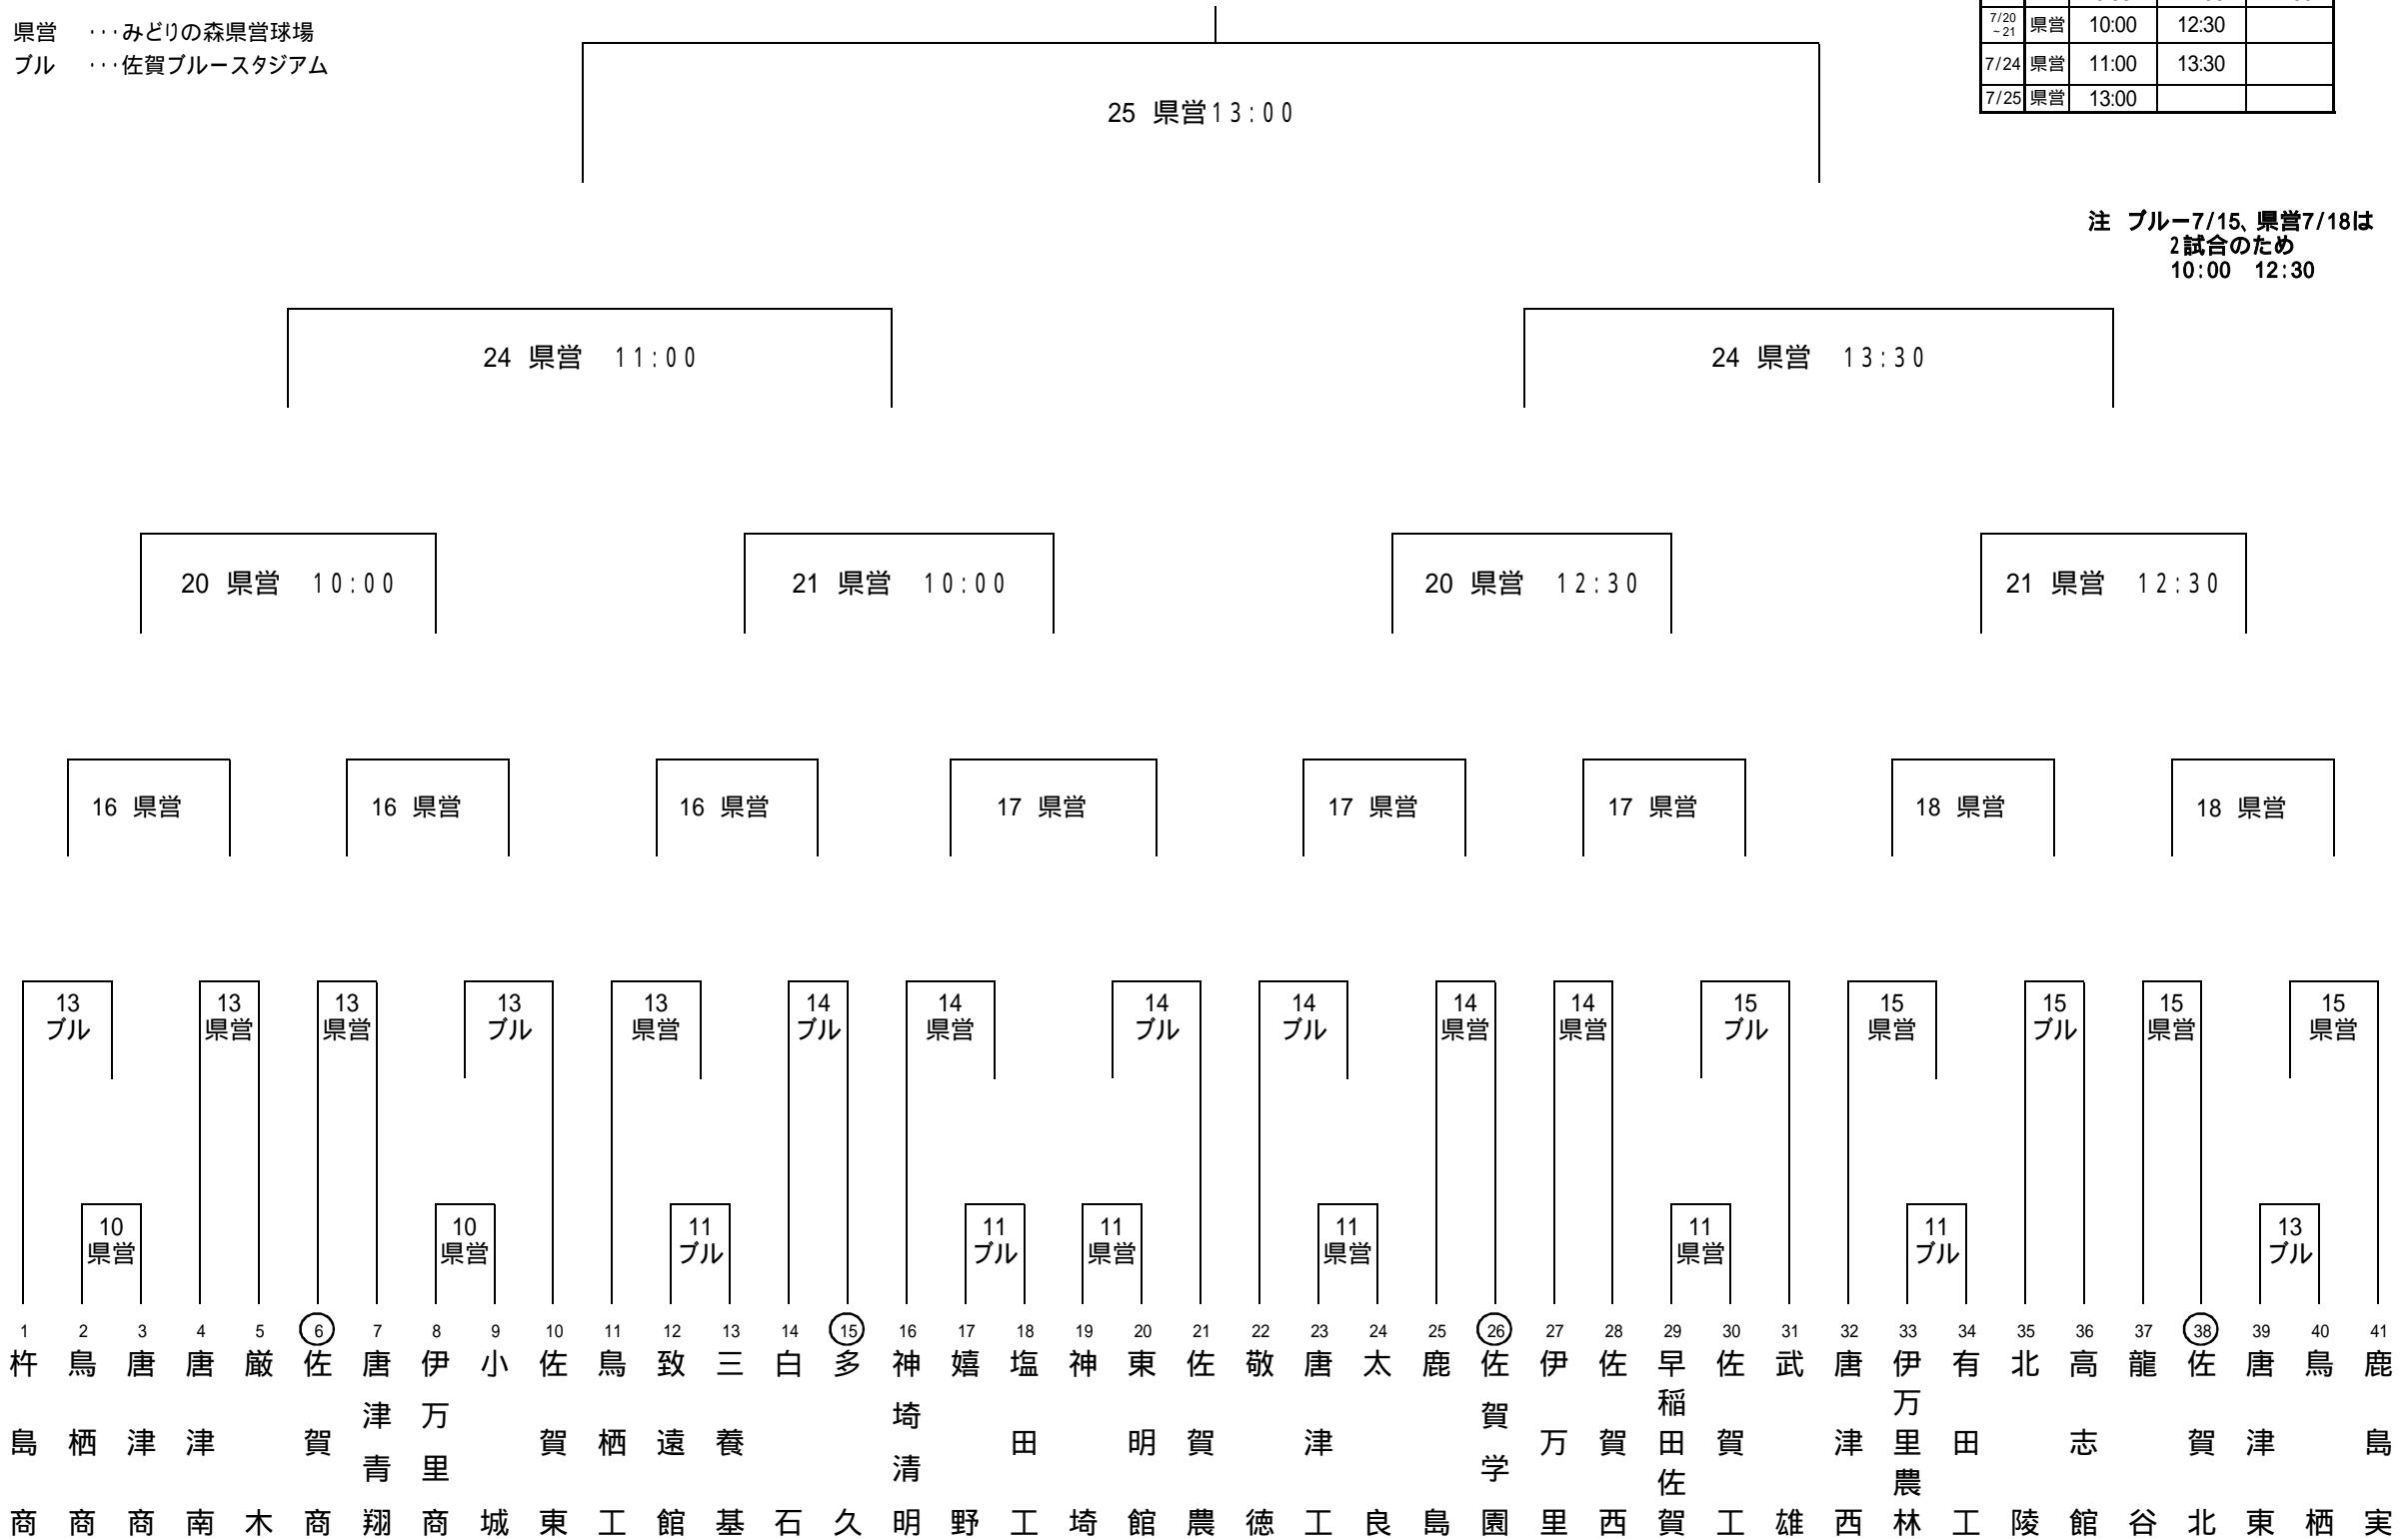 県営 ･･･みどりの森県営球場
ブル ･･･佐賀ブルースタジアム
7/20～21 県営 10:00 12:30
7/24 県営 11:00 13:30
7/25 県営 13:00
25 県営13:00
注 ブルー7/15、県営7/18は
2試合のため
10:00 12:30
24 県営 11:00
24 県営 13:30
20 県営 10:00
21 県営 10:00
20 県営 12:30
21 県営 12:30
16 県営
16 県営
16 県営
17 県営
17 県営
17 県営
18 県営
18 県営
13 ブル
13 県営
13 県営
13 ブル
13 県営
14 ブル
14 県営
14 ブル
14 ブル
14 県営
14 県営
15 ブル
15 県営
15 ブル
15 県営
15 県営
10 県営
10 県営
11 ブル
11 ブル
11 県営
11 県営
11 県営
11 ブル
13 ブル
1 杵島商
2 鳥栖商
3 唐津商
4 唐津南
5 厳木
6 佐賀商
7 唐津青翔
8 伊万里商
9 小城
10 佐賀東
11 鳥栖工
12 致遠館
13 三養基
14 白石
15 多久
16 神埼清明
17 嬉野
18 塩田工
19 神埼
20 東明館
21 佐賀農
22 敬徳
23 唐津工
24 太良
25 鹿島
26 佐賀学園
27 伊万里
28 佐賀西
29 早稲田佐賀
30 佐賀工
31 武雄
32 唐津西
33 伊万里農林
34 有田工
35 北陵
36 高志館
37 龍谷
38 佐賀北
39 唐津東
40 鳥栖
41 鹿島実